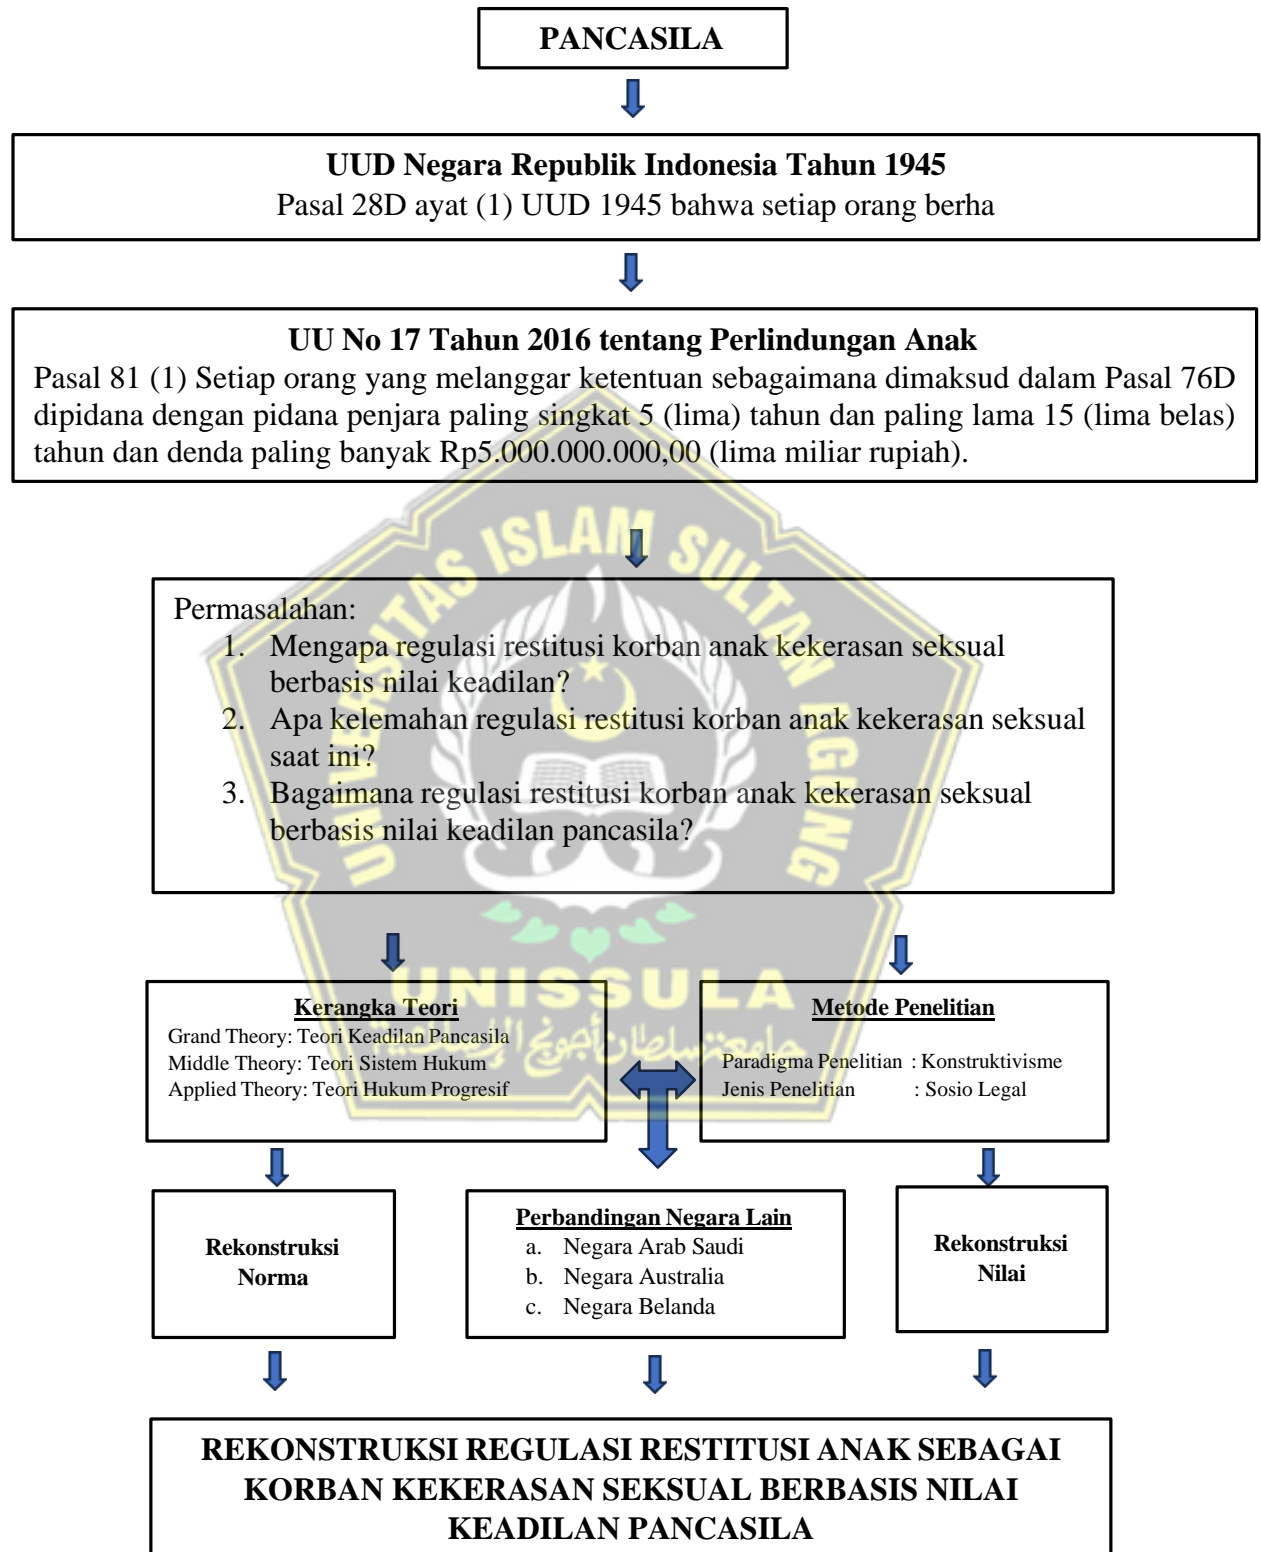 PANCASILA
UUD Negara Republik Indonesia Tahun 1945
Pasal 28D ayat (1) UUD 1945 bahwa setiap orang berha
UU No 17 Tahun 2016 tentang Perlindungan Anak
Pasal 81 (1) Setiap orang yang melanggar ketentuan sebagaimana dimaksud dalam Pasal 76D
dipidana dengan pidana penjara paling singkat 5 (lima) tahun dan paling lama 15 (lima belas)
tahun dan denda paling banyak Rp5.000.000.000,00 (lima miliar rupiah).
UNIVERSITAS ISLAM SULTAN AGUNG
Permasalahan:
1. Mengapa regulasi restitusi korban anak kekerasan seksual
berbasis nilai keadilan?
2. Apa kelemahan regulasi restitusi korban anak kekerasan seksual
saat ini?
3. Bagaimana regulasi restitusi korban anak kekerasan seksual
berbasis nilai keadilan pancasila?
UNISSULA
جامعتسلطان أجونج الإسلامية
Kerangka Teori
Grand Theory: Teori Keadilan Pancasila
Middle Theory: Teori Sistem Hukum
Applied Theory: Teori Hukum Progresif
Metode Penelitian
Paradigma Penelitian : Konstruktivisme
Jenis Penelitian : Sosio Legal
Rekonstruksi
Norma
Perbandingan Negara Lain
a. Negara Arab Saudi
b. Negara Australia
c. Negara Belanda
Rekonstruksi
Nilai
REKONSTRUKSI REGULASI RESTITUSI ANAK SEBAGAI
KORBAN KEKERASAN SEKSUAL BERBASIS NILAI
KEADILAN PANCASILA